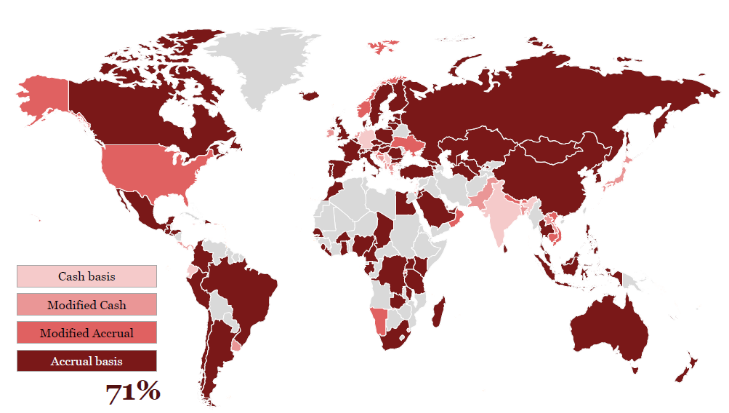 Cash basis
Modified Cash
Modified Accrual
Accrual basis
71%